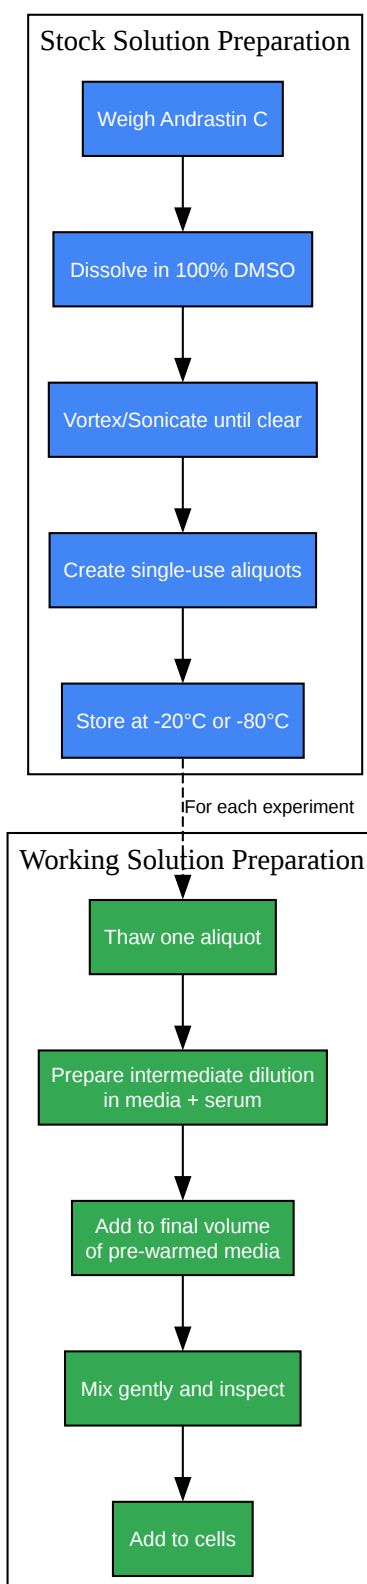 Stock Solution Preparation
Weigh Andrastin C
Dissolve in 100% DMSO
Vortex/Sonicate until clear
Create single-use aliquots
Store at -20°C or -80°C
For each experiment
Working Solution Preparation
Thaw one aliquot
Prepare intermediate dilution
in media + serum
Add to final volume
of pre-warmed media
Mix gently and inspect
Add to cells